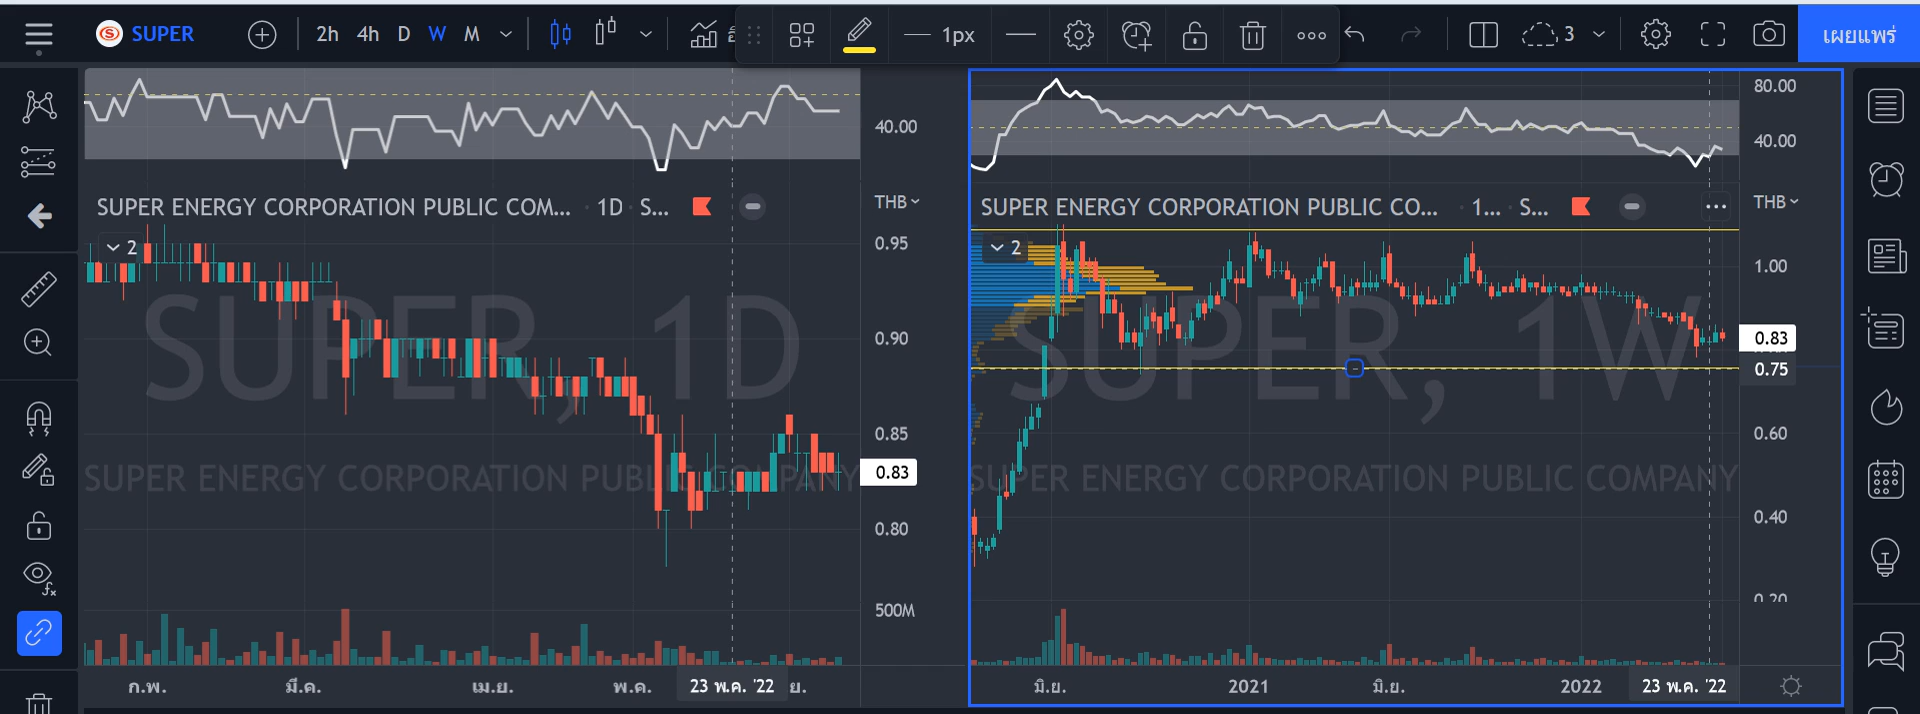 SUPER 2h 4h D W M 1px 3 เผยแพร่
80.00
40.00 40.00
SUPER ENERGY CORPORATION PUBLIC COM... · 1D · S... THB
SUPER ENERGY CORPORATION PUBLIC CO... · 1... · S... THB
2 0.95
2 1.00
SUPER, 1D
SUPER, 1W
0.90
0.83
0.75
0.85
0.60
SUPER ENERGY CORPORATION PUBLIC COMPANY
SUPER ENERGY CORPORATION PUBLIC COMPANY
0.83
0.80
0.40
0.20
500M
ก.พ. มี.ค. เม.ย. พ.ค. 23 พ.ค. '22 ย.
มิ.ย. 2021 มิ.ย. 2022 23 พ.ค. '22